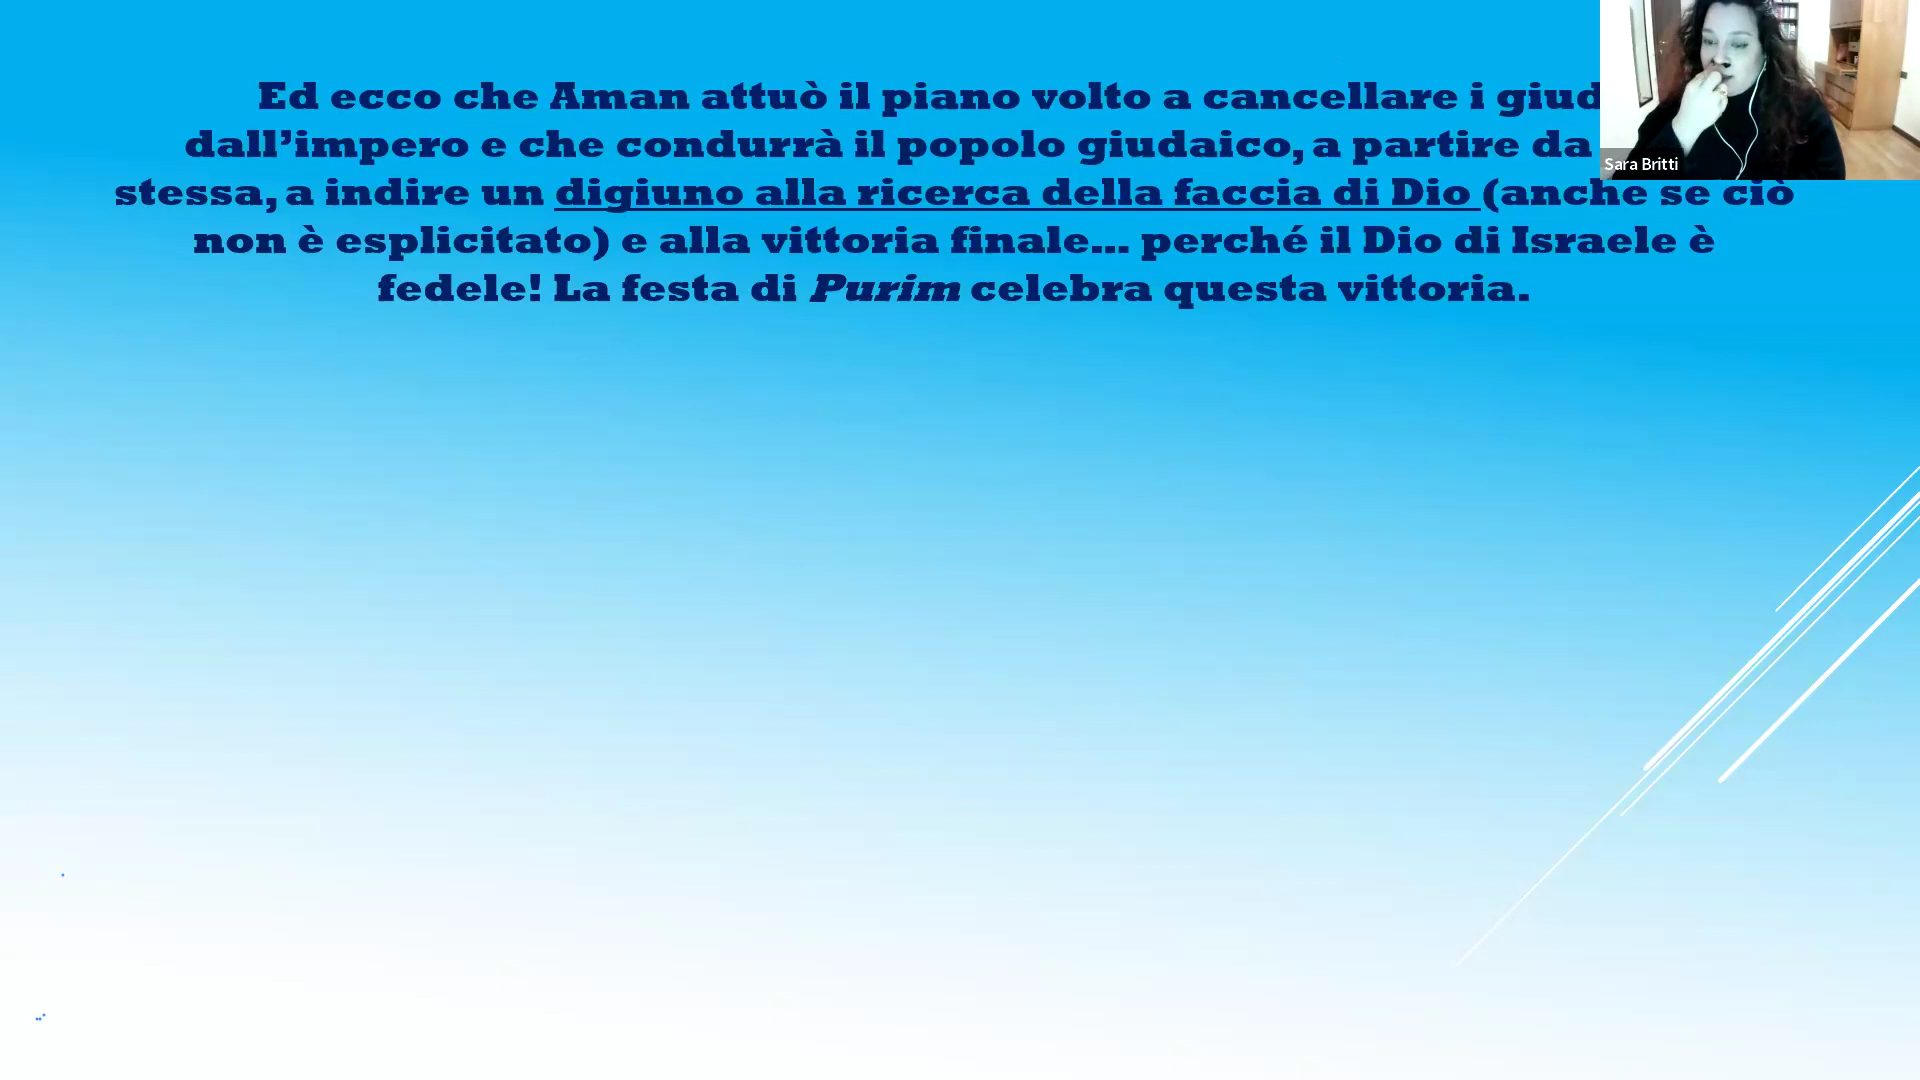 Ed ecco che Aman attuò il piano volto a cancellare i giud
dall’impero e che condurrà il popolo giudaico, a partire da
stessa, a indire un digiuno alla ricerca della faccia di Dio (anche se ciò
non è esplicitato) e alla vittoria finale... perché il Dio di Israele è
fedele! La festa di Purim celebra questa vittoria.
Sara Britti